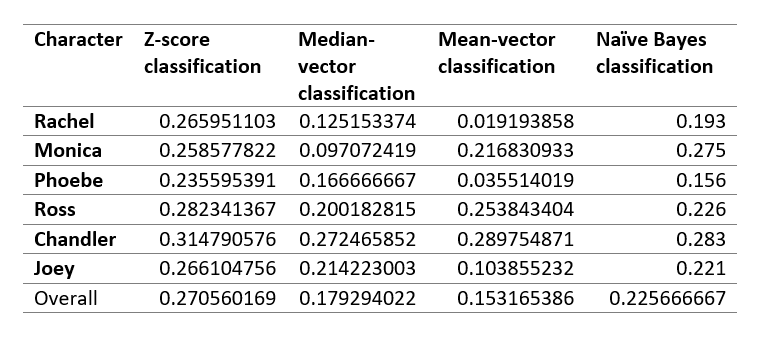 Character Z-score classification Median-vector classification Mean-vector classification Naïve Bayes classification
Rachel 0.265951103 0.125153374 0.019193858 0.193
Monica 0.258577822 0.097072419 0.216830933 0.275
Phoebe 0.235595391 0.166666667 0.035514019 0.156
Ross 0.282341367 0.200182815 0.253843404 0.226
Chandler 0.314790576 0.272465852 0.289754871 0.283
Joey 0.266104756 0.214223003 0.103855232 0.221
Overall 0.270560169 0.179294022 0.153165386 0.225666667